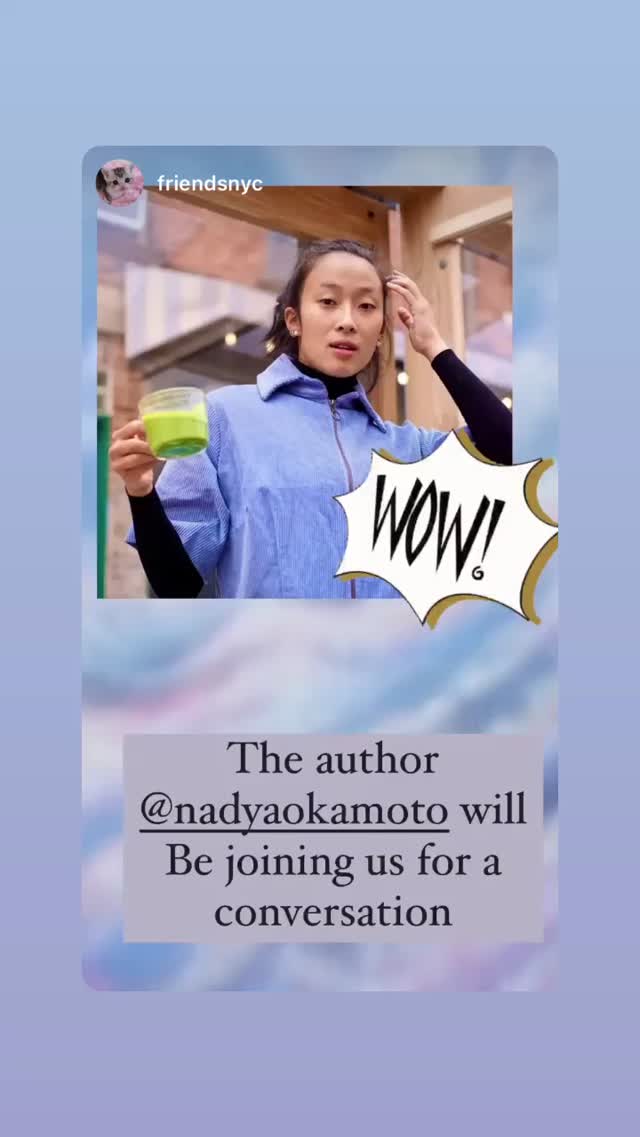 friendsnyc
WOW!
G
The author
@nadyaokamoto will
Be joining us for a
conversation